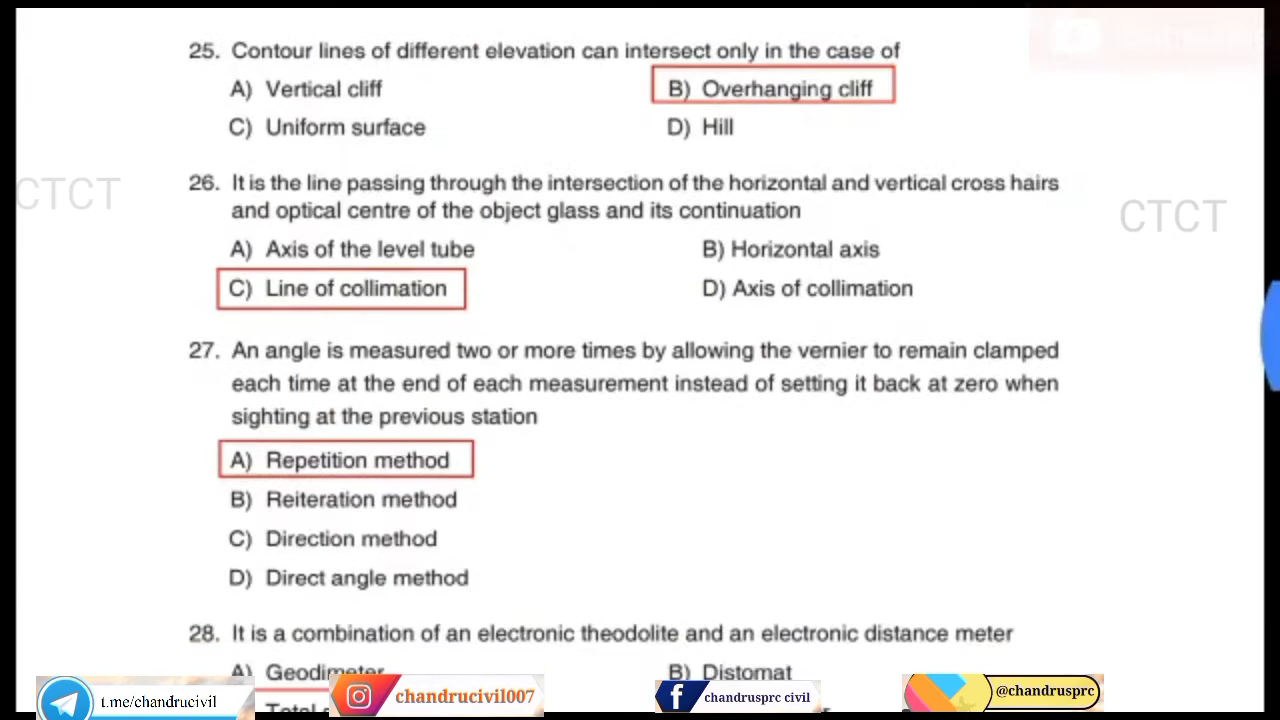 25. Contour lines of different elevation can intersect only in the case of
A) Vertical cliff
B) Overhanging cliff
C) Uniform surface
D) Hill
CTCT
26. It is the line passing through the intersection of the horizontal and vertical cross hairs
and optical centre of the object glass and its continuation
CTCT
A) Axis of the level tube
B) Horizontal axis
C) Line of collimation
D) Axis of collimation
27. An angle is measured two or more times by allowing the vernier to remain clamped
each time at the end of each measurement instead of setting it back at zero when
sighting at the previous station
A) Repetition method
B) Reiteration method
C) Direction method
D) Direct angle method
28. It is a combination of an electronic theodolite and an electronic distance meter
A) Geodimeter
B) Distomat
t.me/chandrucivil
chandrucivil007
chandrusprc civil
@chandrusprc